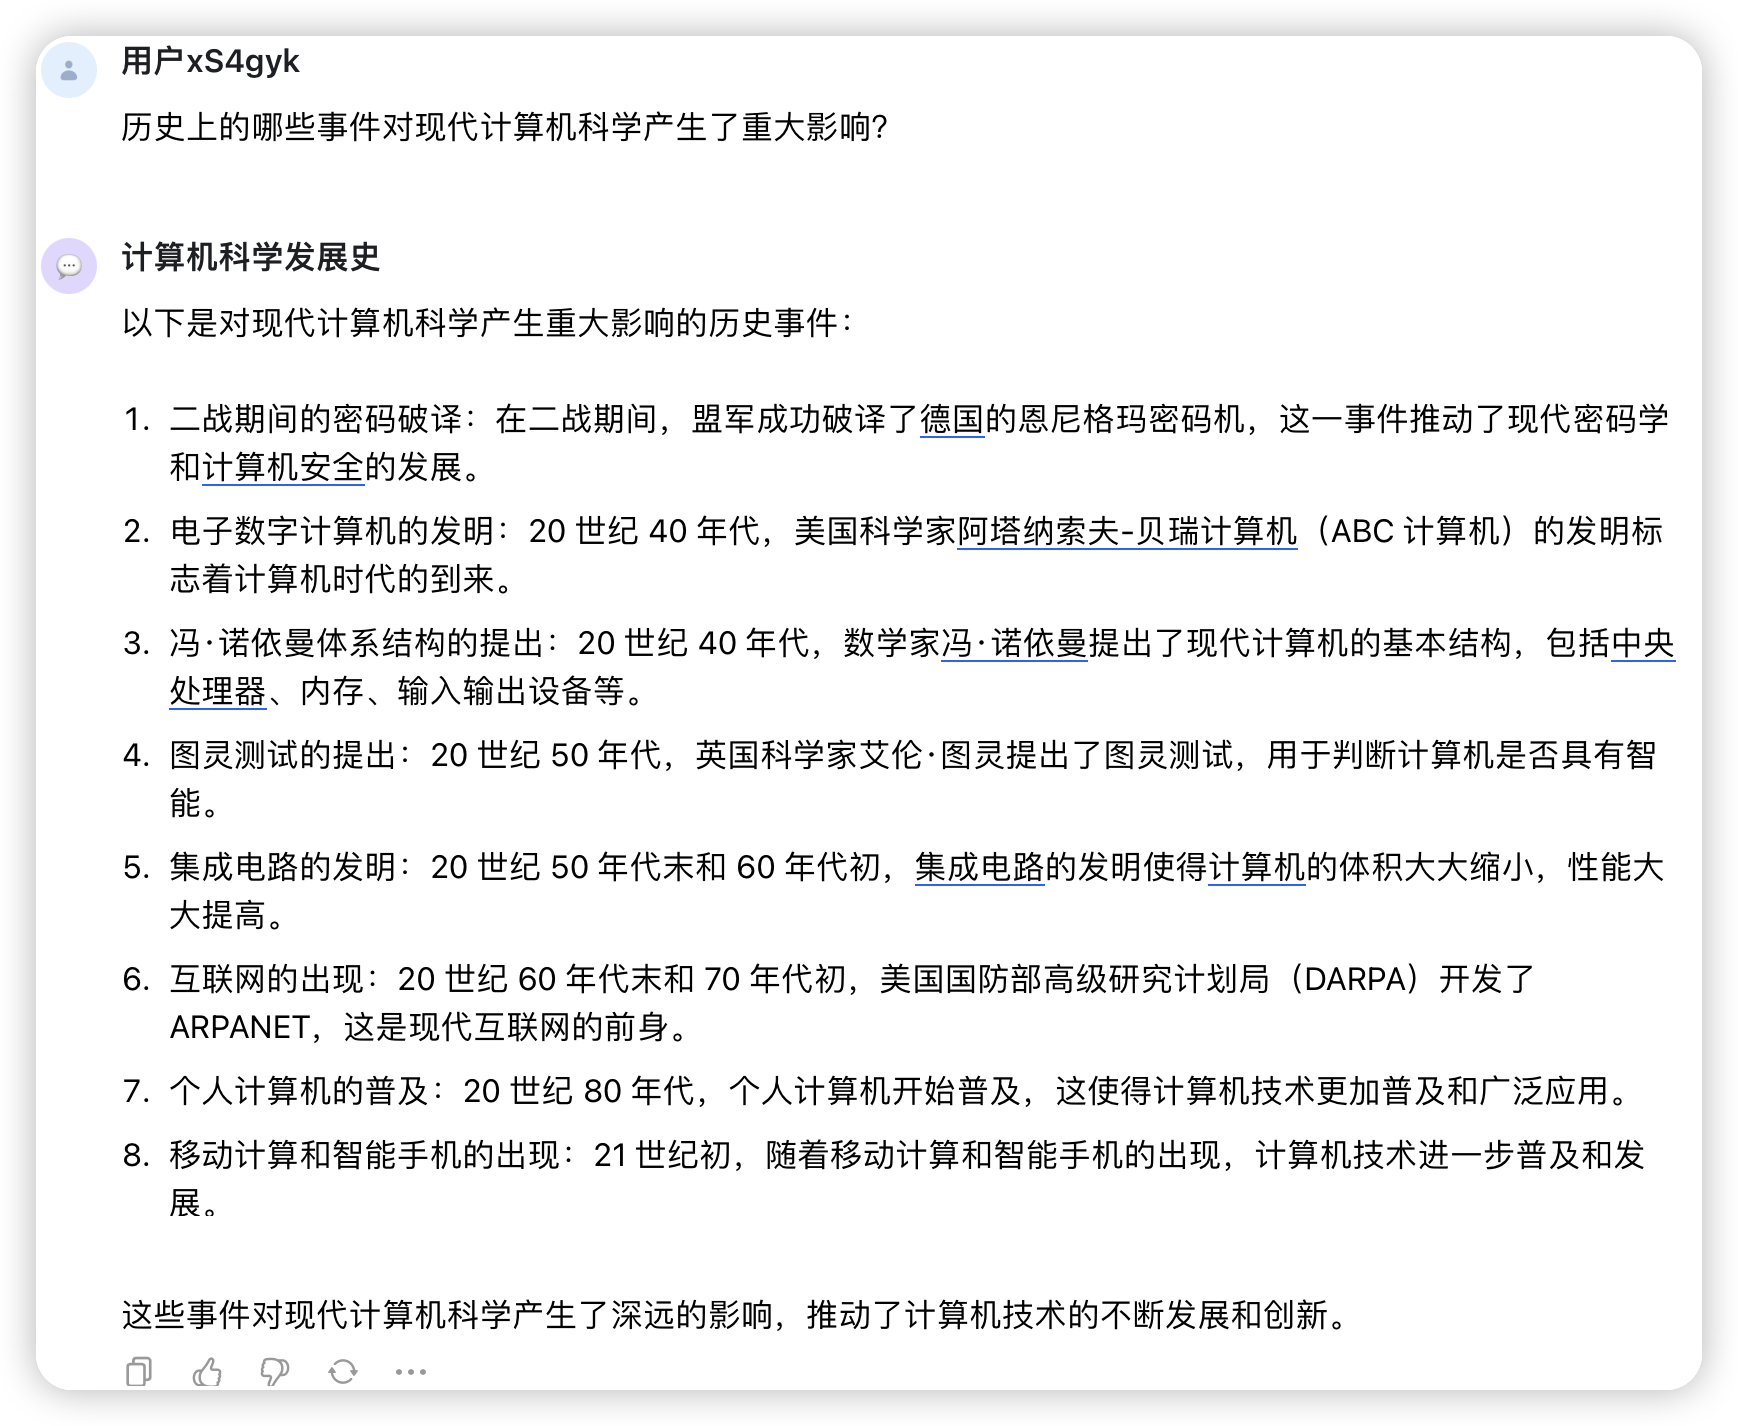 用户xS4gyk
历史上的哪些事件对现代计算机科学产生了重大影响?
计算机科学发展史
以下是对现代计算机科学产生重大影响的历史事件：
1. 二战期间的密码破译：在二战期间，盟军成功破译了德国的恩尼格玛密码机，这一事件推动了现代密码学
和计算机安全的发展。
2. 电子数字计算机的发明：20 世纪 40 年代，美国科学家阿塔纳索夫-贝瑞计算机（ABC 计算机）的发明标
志着计算机时代的到来。
3. 冯·诺依曼体系结构的提出：20 世纪 40 年代，数学家冯·诺依曼提出了现代计算机的基本结构，包括中央
处理器、内存、输入输出设备等。
4. 图灵测试的提出：20 世纪 50 年代，英国科学家艾伦·图灵提出了图灵测试，用于判断计算机是否具有智
能。
5. 集成电路的发明：20 世纪 50 年代末和 60 年代初，集成电路的发明使得计算机的体积大大缩小，性能大
大提高。
6. 互联网的出现：20 世纪 60 年代末和 70 年代初，美国国防部高级研究计划局（DARPA）开发了
ARPANET，这是现代互联网的前身。
7. 个人计算机的普及：20 世纪 80 年代，个人计算机开始普及，这使得计算机技术更加普及和广泛应用。
8. 移动计算和智能手机的出现：21 世纪初，随着移动计算和智能手机的出现，计算机技术进一步普及和发
展。
这些事件对现代计算机科学产生了深远的影响，推动了计算机技术的不断发展和创新。